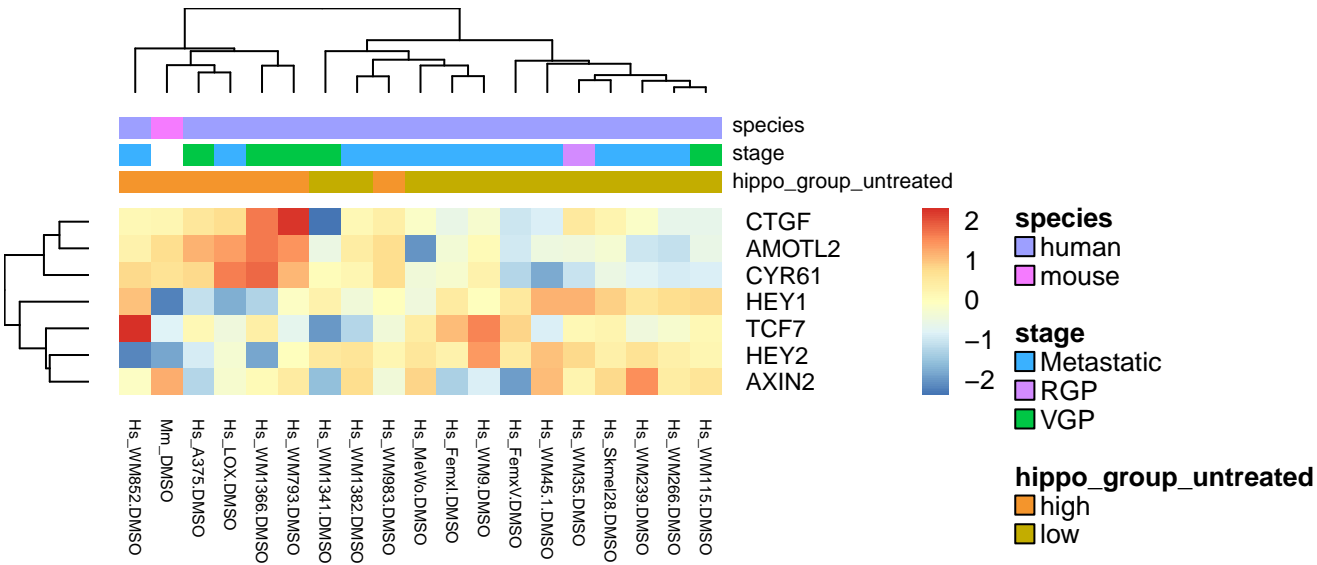 species
stage
hippo_group_untreated
CTGF
AMOTL2
CYR61
HEY1
TCF7
HEY2
AXIN2
2
1
0
−1
−2
species
human
mouse
stage
Metastatic
RGP
VGP
hippo_group_untreated
high
low
Hs_WM852.DMSO
Mm_DMSO
Hs_A375.DMSO
Hs_LOX.DMSO
Hs_WM1366.DMSO
Hs_WM793.DMSO
Hs_WM1341.DMSO
Hs_WM1382.DMSO
Hs_WM983.DMSO
Hs_MeWo.DMSO
Hs_FemxI.DMSO
Hs_WM9.DMSO
Hs_FemxV.DMSO
Hs_WM45.1.DMSO
Hs_WM35.DMSO
Hs_Skmel28.DMSO
Hs_WM239.DMSO
Hs_WM266.DMSO
Hs_WM115.DMSO